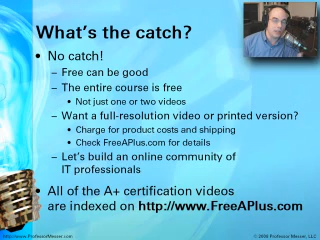 What's the catch?
• No catch!
– Free can be good
– The entire course is free
• Not just one or two videos
– Want a full-resolution video or printed version?
• Charge for product costs and shipping
• Check FreeAPlus.com for details
– Let's build an online community of
IT professionals
• All of the A+ certification videos
are indexed on http://www.FreeAPlus.com
http://www.ProfessorMesser.com
© 2008 Professor Messer, LLC